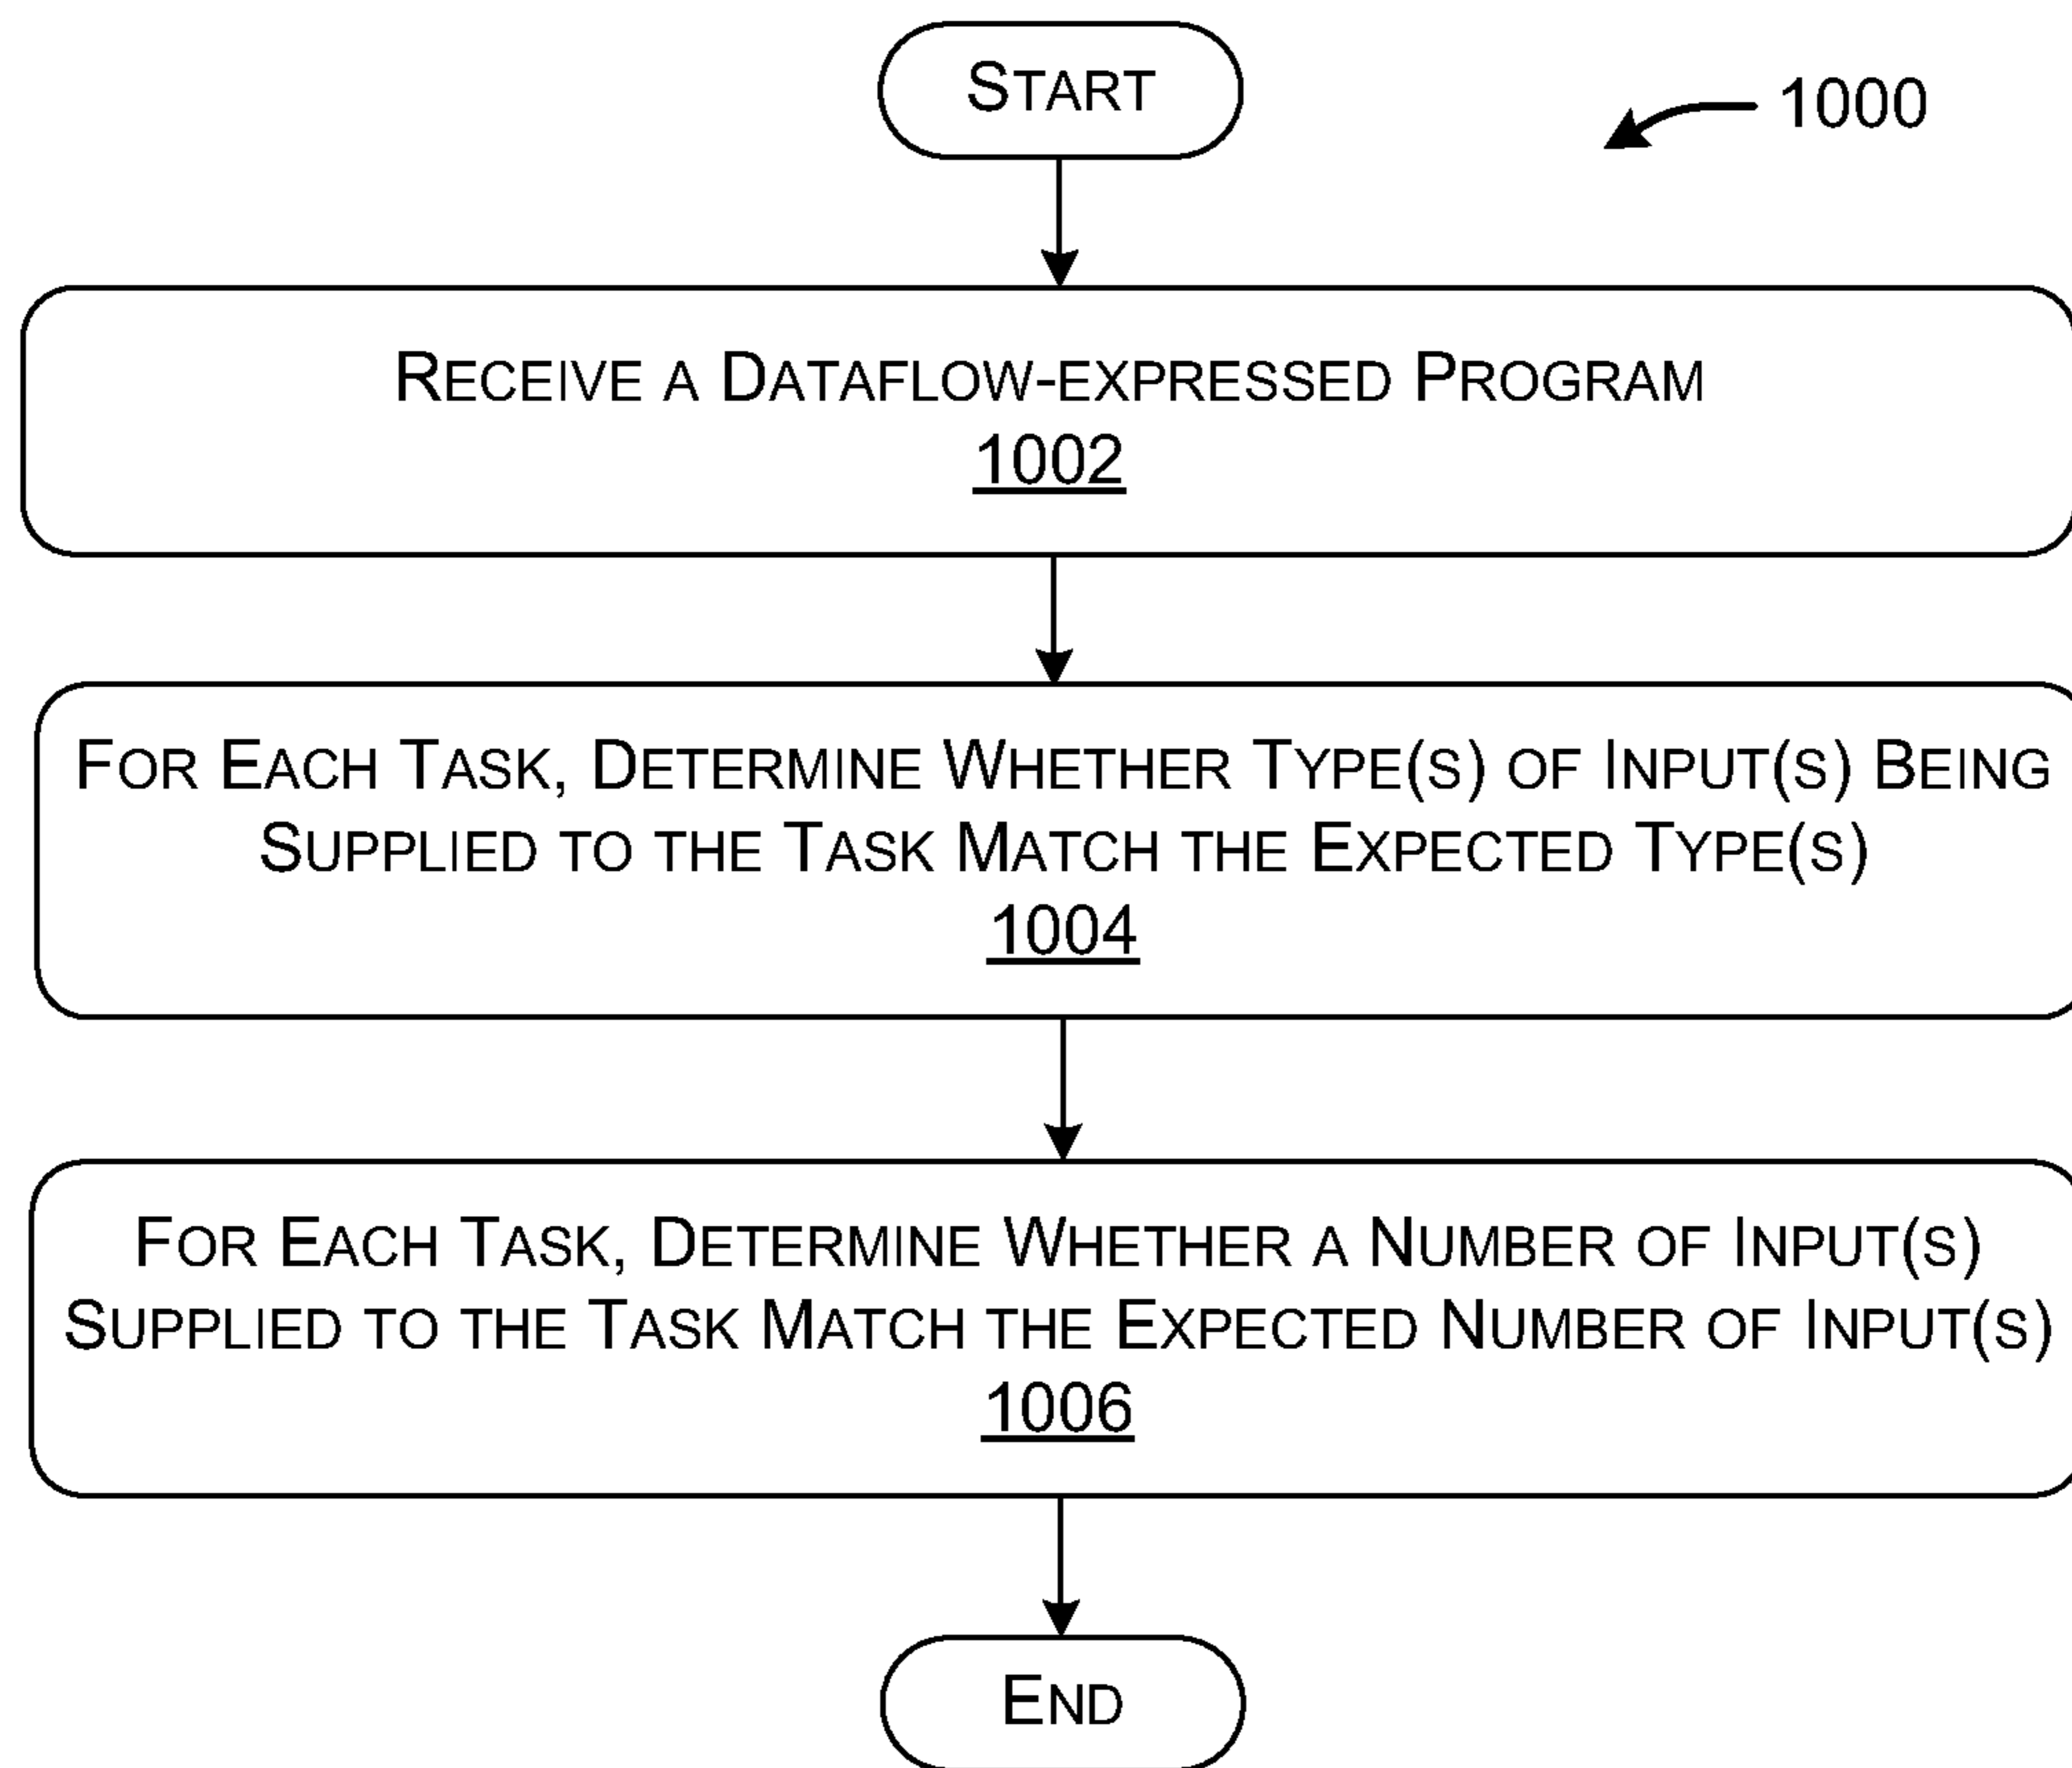 START
1000
RECEIVE A DATAFLOW-EXPRESSED PROGRAM
1002
FOR EACH TASK, DETERMINE WHETHER TYPE(S) OF INPUT(S) BEING
SUPPLIED TO THE TASK MATCH THE EXPECTED TYPE(S)
1004
FOR EACH TASK, DETERMINE WHETHER A NUMBER OF INPUT(S)
SUPPLIED TO THE TASK MATCH THE EXPECTED NUMBER OF INPUT(S)
1006
END